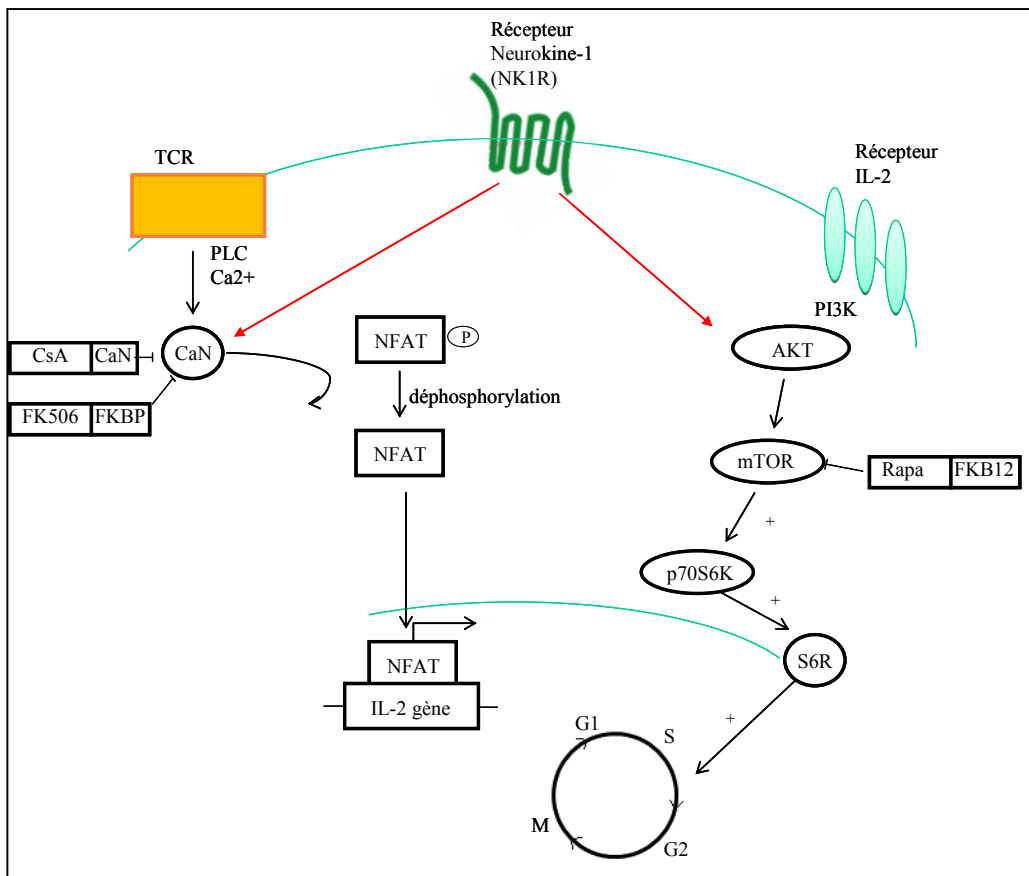 Récepteur
Neurokine-1
(NK1R)
TCR
Récepteur
IL-2
PLC
Ca2+
PI3K
NFAT
P
CsA
CaN
CaN
AKT
déphosphorylation
FK506
FKBP
NFAT
mTOR
Rapa
FKB12
+
p70S6K
+
NFAT
S6R
IL-2 gène
+
G1
S
M
G2